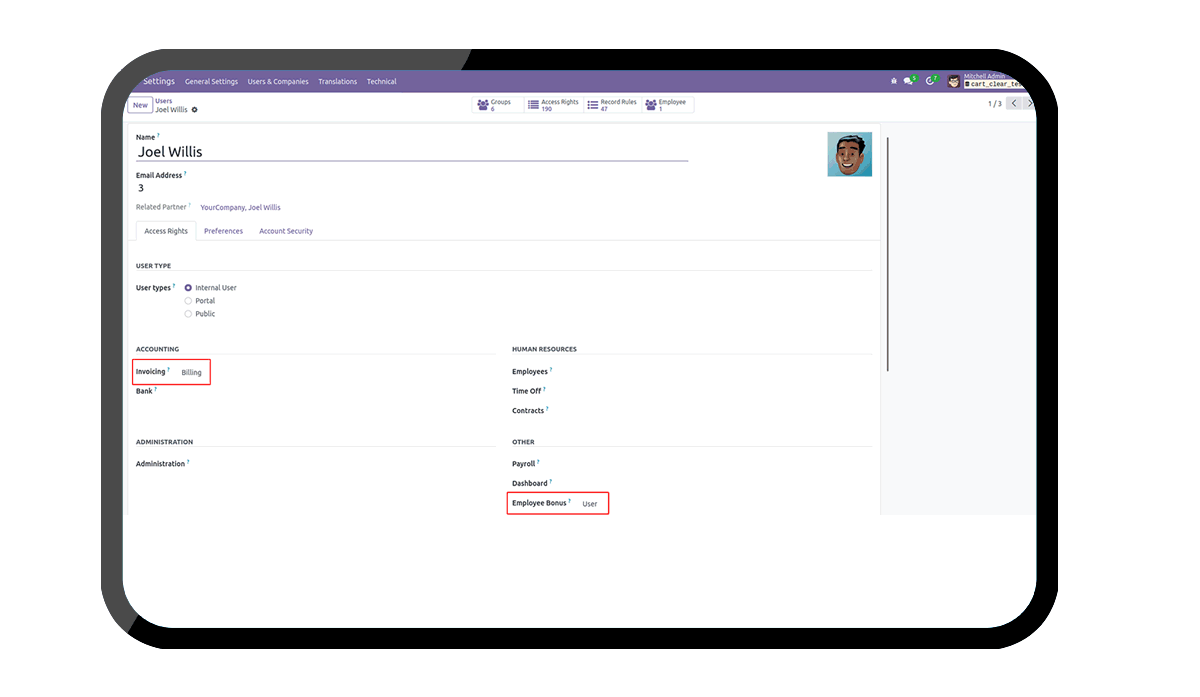 Settings General Settings Users & Companies Translations Technical 5 7 Mitchell Admin
New Users Groups 6 Access Rights 190 Record Rules 47 Employee 1 1 / 3
Joel Willis
Name ?
Joel Willis
Email Address ?
3
Related Partner ? YourCompany, Joel Willis
Access Rights Preferences Account Security
USER TYPE
User types ? Internal User
Portal
Public
ACCOUNTING HUMAN RESOURCES
Invoicing ? Billing Employees ?
Bank ? Time Off ?
Contracts ?
ADMINISTRATION OTHER
Administration ? Payroll ?
Dashboard ?
Employee Bonus ? User